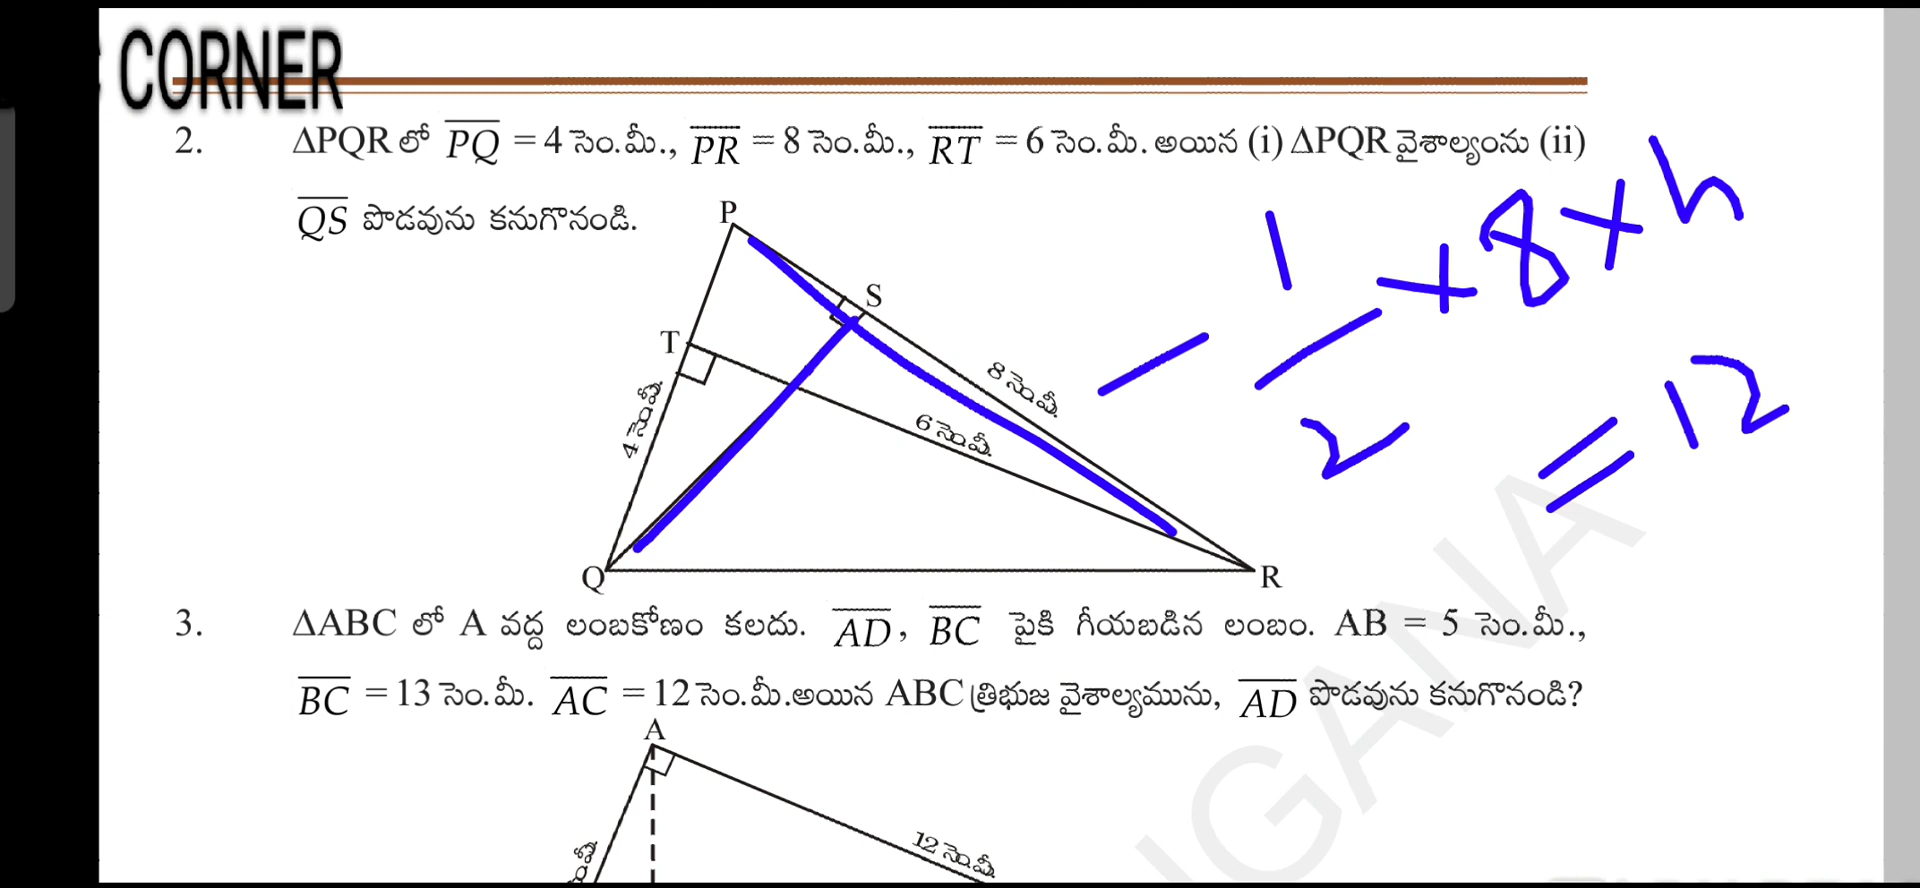 CORNER
2. ΔPQR లో PQ = 4 సెం.మీ., PR = 8 సెం.మీ., RT = 6 సెం.మీ. అయిన (i) ΔPQR వైశాల్యంను (ii)
QS పొడవును కనుగొనండి.
P
S
T
8 సెం.మీ.
4 సెం.మీ.
6 సెం.మీ.
Q
R
1/2 × 8 × h
= 12
3. ΔABC లో A వద్ద లంబకోణం కలదు. AD, BC పైకి గీయబడిన లంబం. AB = 5 సెం.మీ.,
BC = 13 సెం.మీ. AC = 12 సెం.మీ.అయిన ABC త్రిభుజ వైశాల్యమును, AD పొడవును కనుగొనండి?
A
12 సెం.మీ.
NGANA